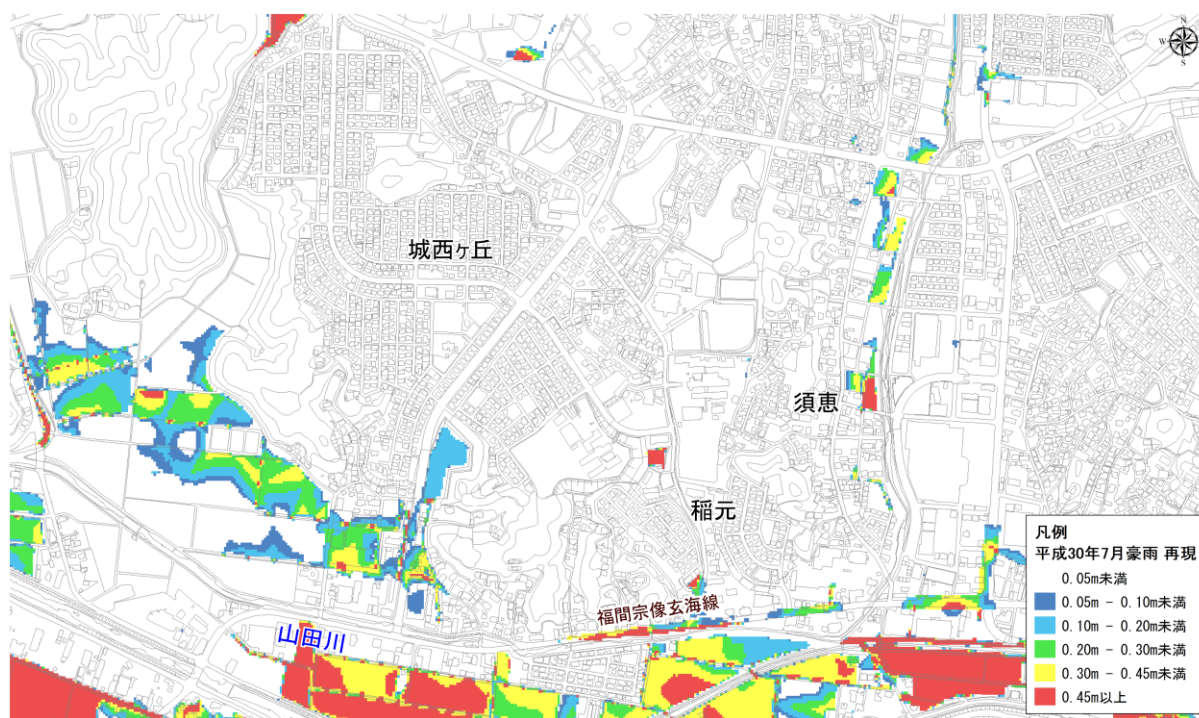 N
W
S
城西ヶ丘
須恵
稲元
福間宗像玄海線
山田川
凡例
平成30年7月豪雨 再現
0.05m未満
0.05m - 0.10m未満
0.10m - 0.20m未満
0.20m - 0.30m未満
0.30m - 0.45m未満
0.45m以上